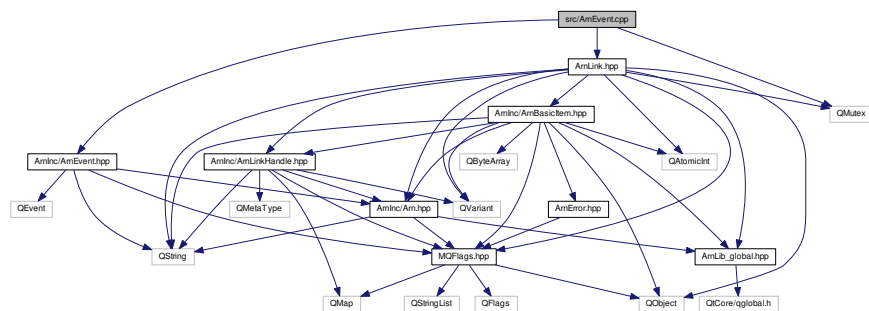 src/ArnEvent.cpp
ArnLink.hpp
QMutex
ArnInc/ArnBasicItem.hpp
ArnInc/ArnEvent.hpp
ArnInc/ArnLinkHandle.hpp
QByteArray
QAtomicInt
QEvent
QMetaType
ArnInc/Arn.hpp
QVariant
ArnError.hpp
QString
MQFlags.hpp
ArnLib_global.hpp
QMap
QStringList
QFlags
QObject
QtCore/qglobal.h